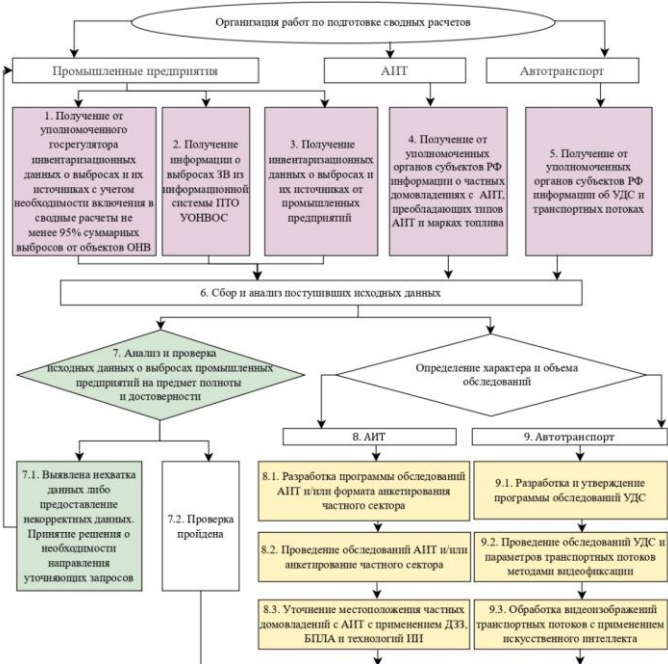 Организация работ по подготовке сводных расчетов
Промышленные предприятия
АИТ
Автотранспорт
1. Получение от
уполномоченного
госрегулятора
инвентаризационных
данных о выбросах и их
источниках с учетом
необходимости включения в
сводные расчеты не
менее 95% суммарных
выбросов от объектов ОНВ
2. Получение
информации о
выбросах ЗВ из
информационной
системы ПТО
УОНВОС
3. Получение
инвентаризационных
данных о выбросах и
их источниках от
промышленных
предприятий
4. Получение от
уполномоченных
органов субъектов РФ
информации о частных
домовладениях с АИТ,
преобладающих типов
АИТ и марках топлива
5. Получение от
уполномоченных
органов субъектов РФ
информации об УДС и
транспортных потоках
6. Сбор и анализ поступивших исходных данных
7. Анализ и проверка
исходных данных о выбросах промышленных
предприятий на предмет полноты
и достоверности
Определение характера и объема
обследований
7.1. Выявлена нехватка
данных либо
предоставление
некорректных данных.
Принятие решения о
необходимости
направления
уточняющих запросов
7.2. Проверка
пройдена
8. АИТ
8.1. Разработка программы обследований
АИТ и/или формата анкетирования
частного сектора
8.2. Проведение обследований АИТ и/или
анкетирование частного сектора
8.3. Уточнение местоположения частных
домовладений с АИТ с применением ДЗЗ,
БПЛА и технологий ИИ
9. Автотранспорт
9.1. Разработка и утверждение
программы обследований УДС
9.2. Проведение обследований УДС и
параметров транспортных потоков
методами видеофиксации
9.3. Обработка видеоизображений
транспортных потоков с применением
искусственного интеллекта